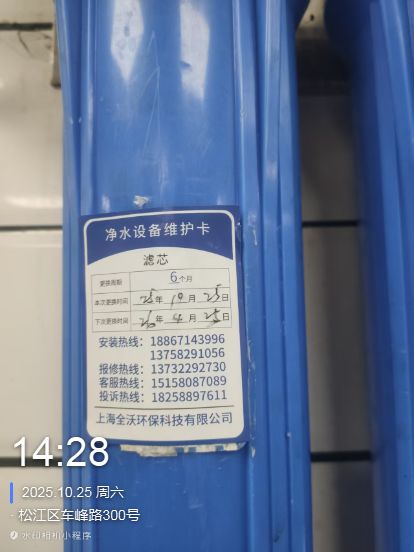 净水设备维护卡
滤芯
更换周期 6个月
本次更换时间 25年10月25日
下次更换时间 26年4月25日
安装热线：18867143996
13758291056
报修热线：13732292730
客服热线：15158087089
投诉热线：18258897611
上海全沃环保科技有限公司
14:28
2025.10.25 周六
松江区车峰路300号
水印相机小程序